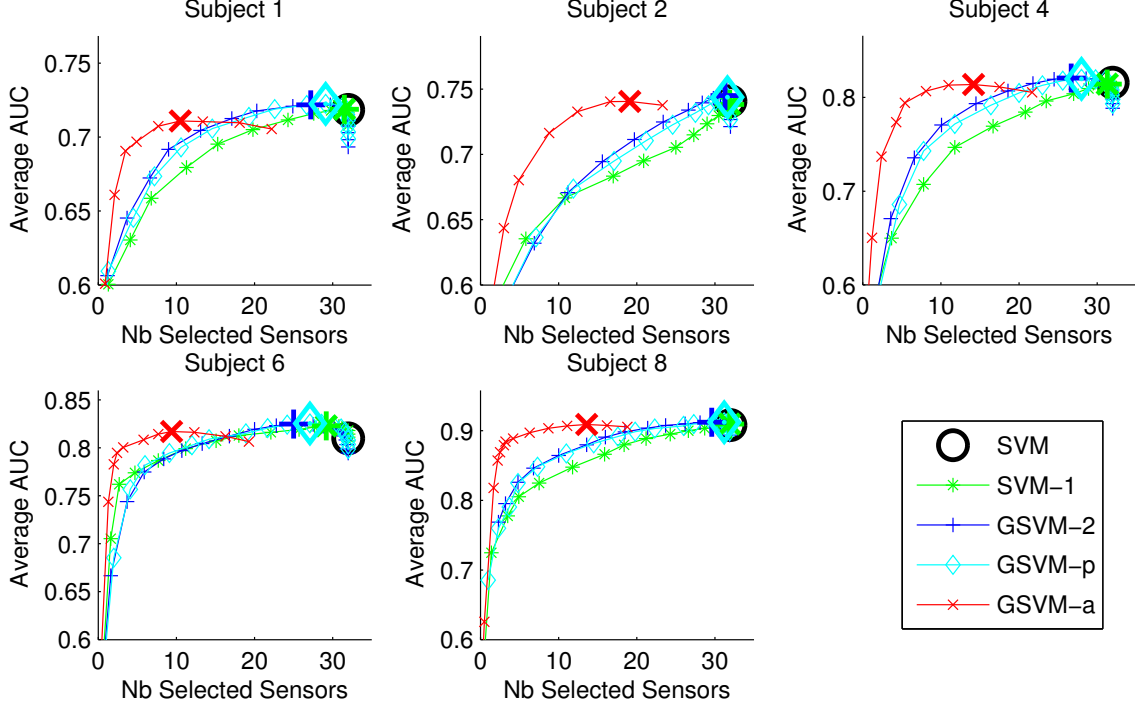 Subject 1
Average AUC
0.75
0.7
0.65
0.6
0
10
20
30
Nb Selected Sensors
Subject 2
Average AUC
0.75
0.7
0.65
0.6
0
10
20
30
Nb Selected Sensors
Subject 4
Average AUC
0.8
0.7
0.6
0
10
20
30
Nb Selected Sensors
Subject 6
Average AUC
0.85
0.8
0.75
0.7
0.65
0.6
0
10
20
30
Nb Selected Sensors
Subject 8
Average AUC
0.9
0.8
0.7
0.6
0
10
20
30
Nb Selected Sensors
SVM
SVM−1
GSVM−2
GSVM−p
GSVM−a